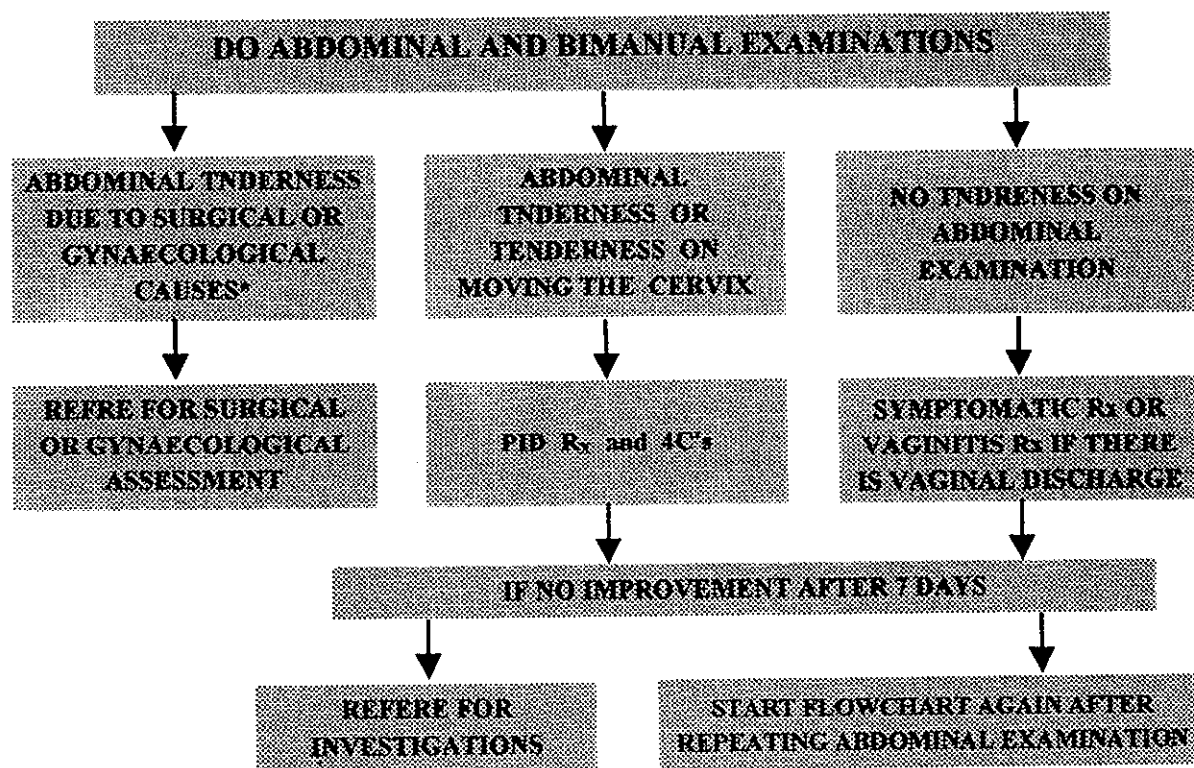 DO ABDOMINAL AND BIMANUAL EXAMINATIONS
ABDOMINAL TNDERNESS
DUE TO SURGICAL OR
GYNAECOLOGICAL
CAUSES*
ABDOMINAL
TNDERNESS OR
TENDERNESS ON
MOVING THE CERVIX
NO TNDRENESS ON
ABDOMINAL
EXAMINATION
REFRE FOR SURGICAL
OR GYNAECOLOGICAL
ASSESSMENT
PID Rx and 4C"s
SYMPTOMATIC Rx OR
VAGINITIS Rx IF THERE
IS VAGINAL DISCHARGE
IF NO IMPROVEMENT AFTER 7 DAYS
REFERE FOR
INVESTIGATIONS
START FLOWCHART AGAIN AFTER
REPEATING ABDOMINAL EXAMINATION